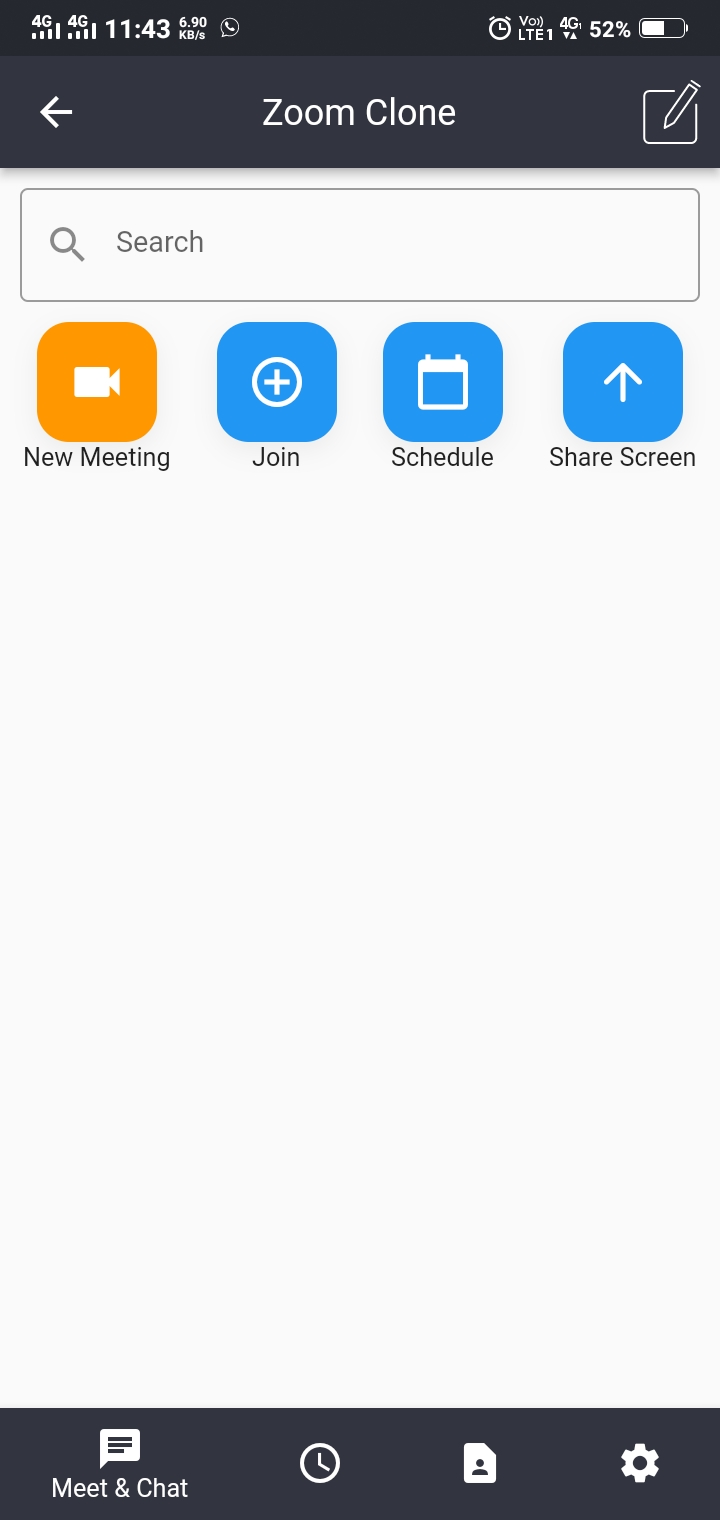 4G 4G 11:43 6.90 KB/s Vo)) LTE1 4G 52%
Zoom Clone
Search
New Meeting Join Schedule Share Screen
Meet & Chat